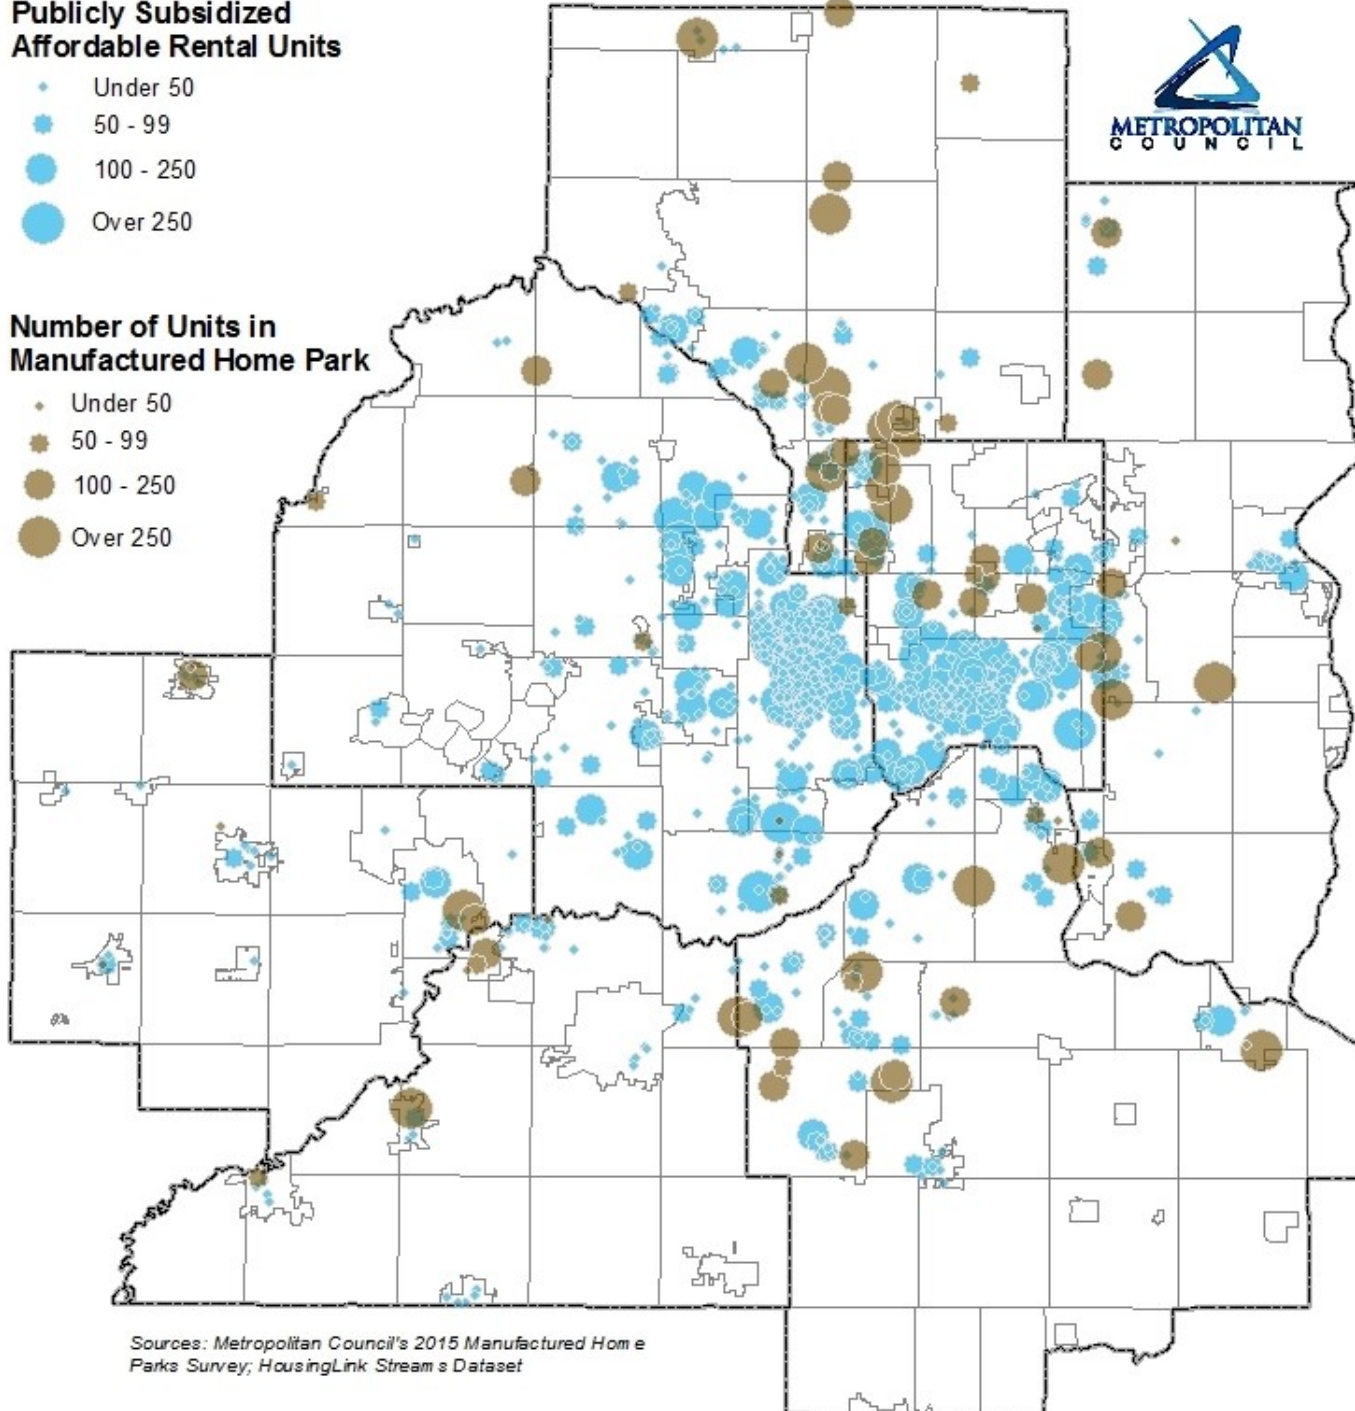 Publicly Subsidized
Affordable Rental Units
Under 50
50 - 99
100 - 250
Over 250
Number of Units in
Manufactured Home Park
Under 50
50 - 99
100 - 250
Over 250
METROPOLITAN
COUNCIL
Sources: Metropolitan Council's 2015 Manufactured Home
Parks Survey; HousingLink Streams Dataset